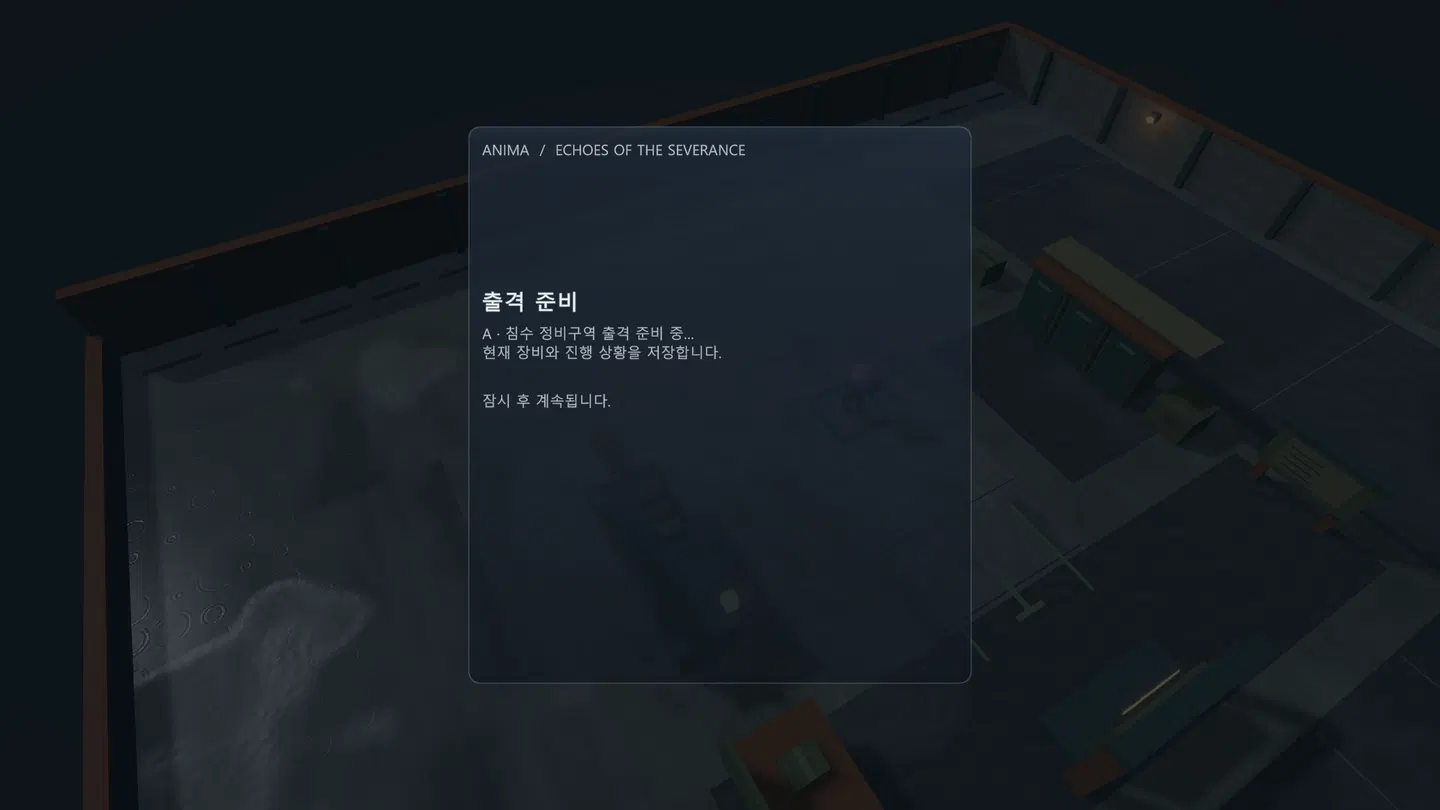 ANIMA / ECHOES OF THE SEVERANCE
출격 준비
A · 침수 정비구역 출격 준비 중...
현재 장비와 진행 상황을 저장합니다.
잠시 후 계속됩니다.